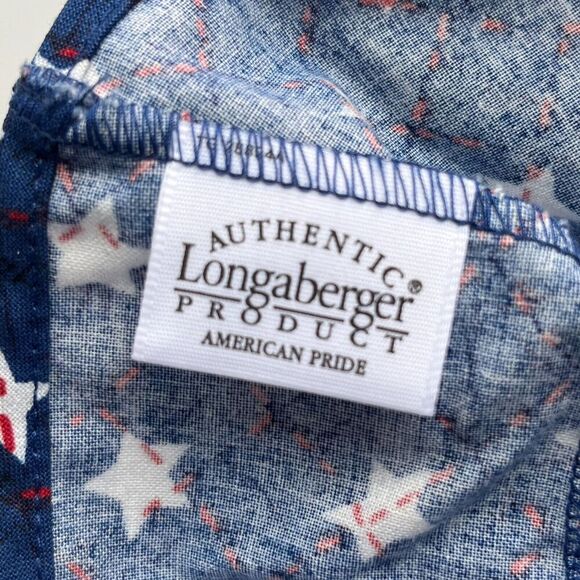 AUTHENTIC
Longaberger®
PRODUCT
AMERICAN PRIDE